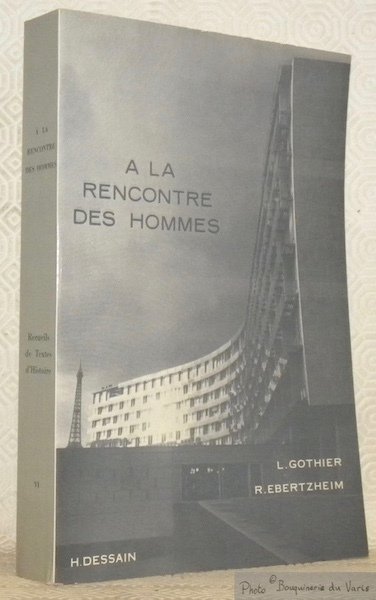 A LA
RENCONTRE
DES HOMMES
Recueils
de Textes
d'Histoire
VI
A LA
RENCONTRE
DES HOMMES
L. GOTHIER
R. EBERTZHEIM
H. DESSAIN
Photo © Bouquinerie du Varis